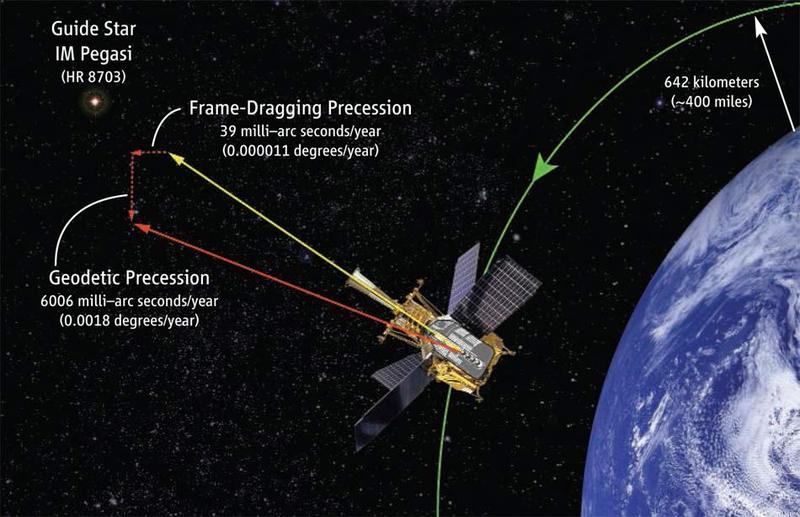 Guide Star
IM Pegasi
(HR 8703)
Frame-Dragging Precession
39 milli–arc seconds/year
(0.000011 degrees/year)
642 kilometers
(~400 miles)
Geodetic Precession
6006 milli–arc seconds/year
(0.0018 degrees/year)